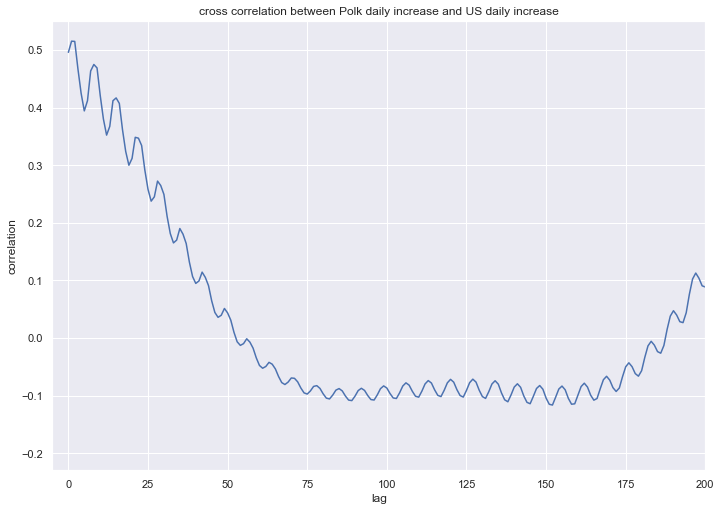 cross correlation between Polk daily increase and US daily increase
0.5
0.4
0.3
0.2
0.1
0.0
−0.1
−0.2
correlation
0 25 50 75 100 125 150 175 200
lag